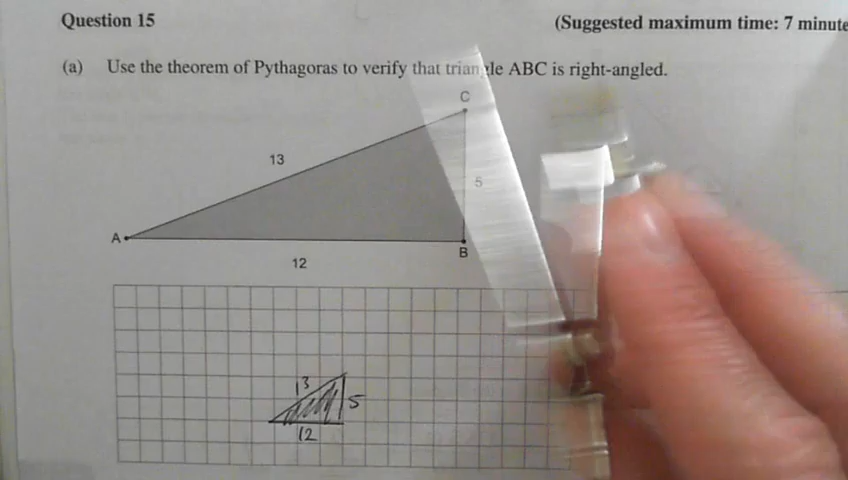 Question 15
(Suggested maximum time: 7 minute
(a) Use the theorem of Pythagoras to verify that triangle ABC is right-angled.
C
13
5
A
B
12
13
5
12